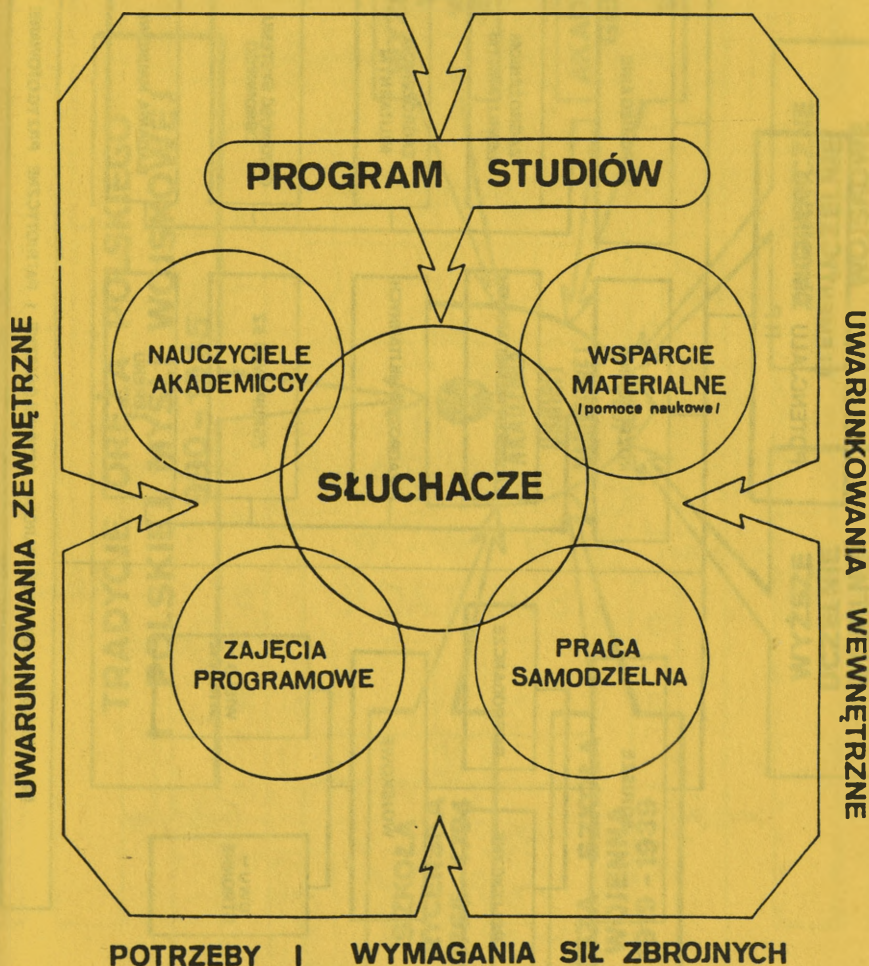 PROGRAM STUDIÓW
NAUCZYCIELE
AKADEMICCY
WSPARCIE
MATERIALNE
/pomoce naukowe/
SŁUCHACZE
ZAJĘCIA
PROGRAMOWE
PRACA
SAMODZIELNA
UWARUNKOWANIA ZEWNĘTRZNE
UWARUNKOWANIA WEWNĘTRZNE
POTRZEBY I WYMAGANIA SIŁ ZBROJNYCH